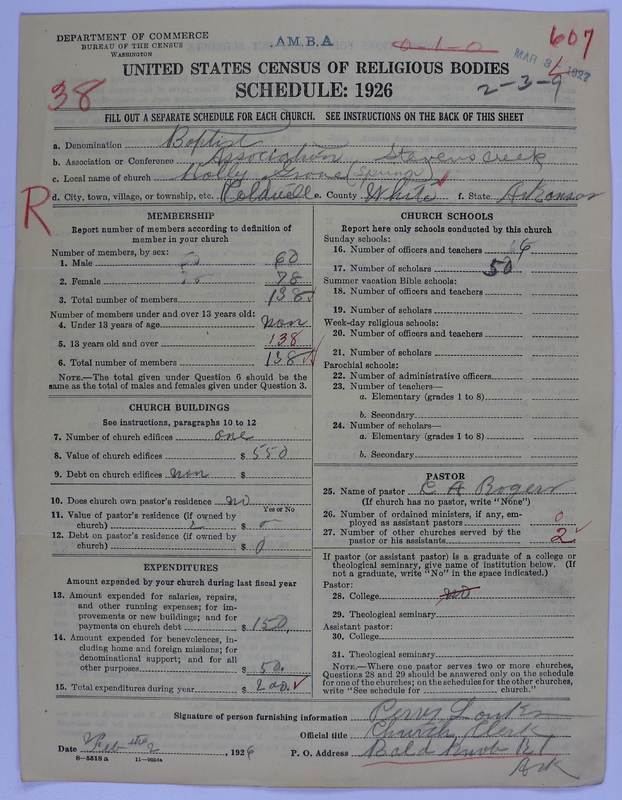 DEPARTMENT OF COMMERCE
BUREAU OF THE CENSUS
WASHINGTON
A.M.B.A
0-1-0
607
MAR 3 1927
2-3-9
38
UNITED STATES CENSUS OF RELIGIOUS BODIES
SCHEDULE: 1926
FILL OUT A SEPARATE SCHEDULE FOR EACH CHURCH. SEE INSTRUCTIONS ON THE BACK OF THIS SHEET
a. Denomination Baptist
b. Association or Conference Association Stevens Creek
c. Local name of church Holly Grove (Spring)
d. City, town, village, or township, etc. Coldwell e. County White f. State Arkansas
R
MEMBERSHIP
Report number of members according to definition of
member in your church
Number of members, by sex:
1. Male 60 60
2. Female 78 78
3. Total number of members 138
Number of members under and over 13 years old:
4. Under 13 years of age non
5. 13 years old and over 138
6. Total number of members 138
NOTE.—The total given under Question 6 should be the
same as the total of males and females given under Question 3.
CHURCH BUILDINGS
See instructions, paragraphs 10 to 12
7. Number of church edifices one
8. Value of church edifices $ 550
9. Debt on church edifices non $
10. Does church own pastor's residence no
Yes or No
11. Value of pastor's residence (if owned by
church) $ 0
12. Debt on pastor's residence (if owned by
church) $ 0
EXPENDITURES
Amount expended by your church during last fiscal year
13. Amount expended for salaries, repairs,
and other running expenses; for im-
provements or new buildings; and for
payments on church debt $ 150.
14. Amount expended for benevolences, in-
cluding home and foreign missions; for
denominational support; and for all
other purposes $ 50.
15. Total expenditures during year $ 200.
CHURCH SCHOOLS
Report here only schools conducted by this church
Sunday schools:
16. Number of officers and teachers 6
17. Number of scholars 50
Summer vacation Bible schools:
18. Number of officers and teachers
19. Number of scholars
Week-day religious schools:
20. Number of officers and teachers
21. Number of scholars
Parochial schools:
22. Number of administrative officers
23. Number of teachers—
a. Elementary (grades 1 to 8)
b. Secondary
24. Number of scholars—
a. Elementary (grades 1 to 8)
b. Secondary
PASTOR
25. Name of pastor C A Rogers
(If church has no pastor, write "None")
26. Number of ordained ministers, if any, em-
ployed as assistant pastors 0
27. Number of other churches served by the
pastor or his assistants 2
If pastor (or assistant pastor) is a graduate of a college or
theological seminary, give name of institution below. (If
not a graduate, write "No" in the space indicated.)
Pastor:
28. College no
29. Theological seminary
Assistant pastor:
30. College
31. Theological seminary
NOTE.—Where one pastor serves two or more churches,
Questions 28 and 29 should be answered only on the schedule
for one of the churches; on the schedules for the other churches,
write "See schedule for church."
Signature of person furnishing information Perry
Official title Church Clerk
Date Feb the 2, 1926 P. O. Address Bald Knob R1
Ark
8-5518 a 11-9264a